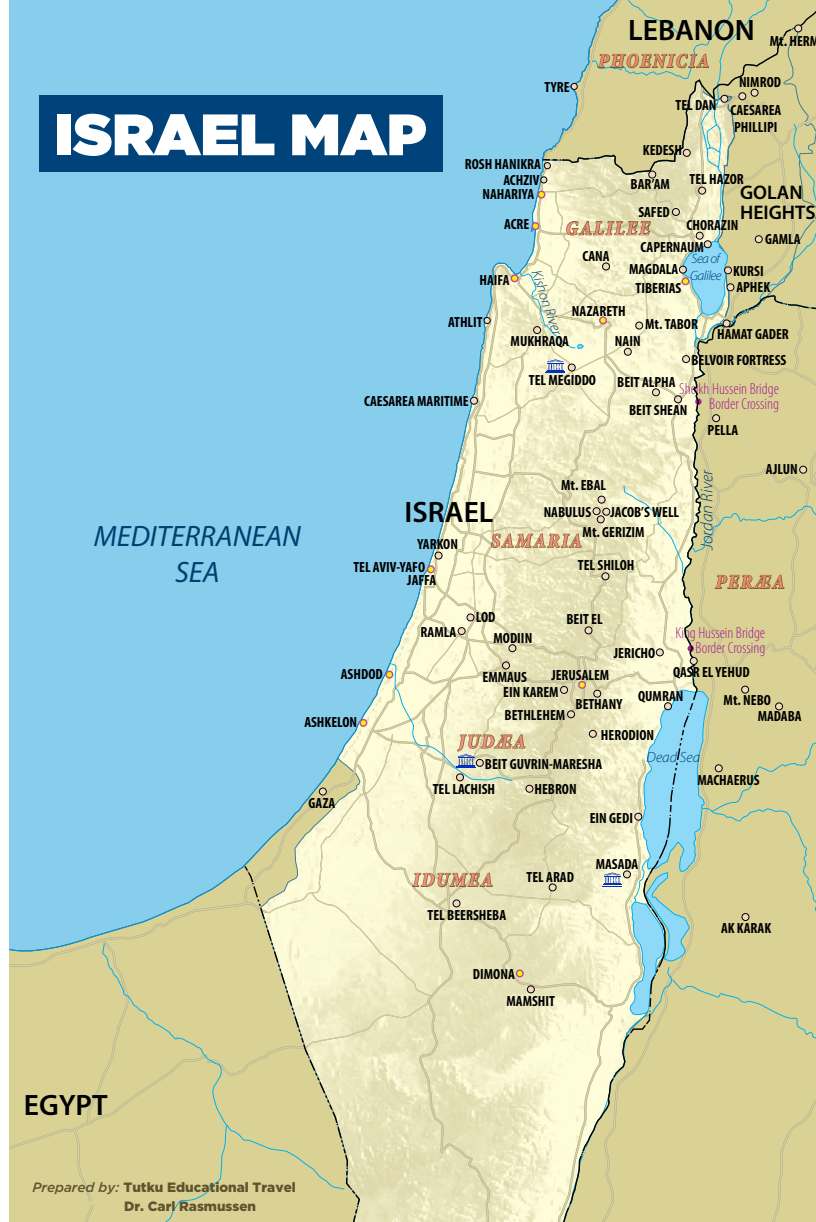 LEBANON
Mt. HERM
PHOENICIA
TYRE
NIMROD
TEL DAN
CAESAREA
PHILLIPI
ISRAEL MAP
KEDESH
ROSH HANIKRA
ACHZIV
NAHARIYA
BAR'AM
TEL HAZOR
GOLAN
HEIGHTS
SAFED
ACRE
GALILEE
CHORAZIN
CAPERNAUM
GAMLA
CANA
Sea of
Galilee
MAGDALA
KURSI
HAIFA
Kishon River
TIBERIAS
APHEK
NAZARETH
ATHLIT
Mt. TABOR
HAMAT GADER
MUKHRAQA
NAIN
BELVOIR FORTRESS
TEL MEGIDDO
BEIT ALPHA
Sheikh Hussein Bridge
Border Crossing
CAESAREA MARITIME
BEIT SHEAN
PELLA
AJLUN
Mt. EBAL
Jordan River
ISRAEL
NABULUS
JACOB'S WELL
Mt. GERIZIM
MEDITERRANEAN
SEA
SAMARIA
YARKON
TEL AVIV-YAFO
JAFFA
TEL SHILOH
PERÆA
LOD
BEIT EL
RAMLA
MODIIN
King Hussein Bridge
Border Crossing
JERICHO
ASHDOD
EMMAUS
JERUSALEM
QASR EL YEHUD
EIN KAREM
BETHANY
QUMRAN
Mt. NEBO
BETHLEHEM
MADABA
ASHKELON
HERODION
JUDÆA
Dead Sea
BEIT GUVRIN-MARESHA
MACHAERUS
TEL LACHISH
HEBRON
GAZA
EIN GEDI
MASADA
IDUMEA
TEL ARAD
TEL BEERSHEBA
AK KARAK
DIMONA
MAMSHIT
EGYPT
Prepared by: Tutku Educational Travel
Dr. Carl Rasmussen